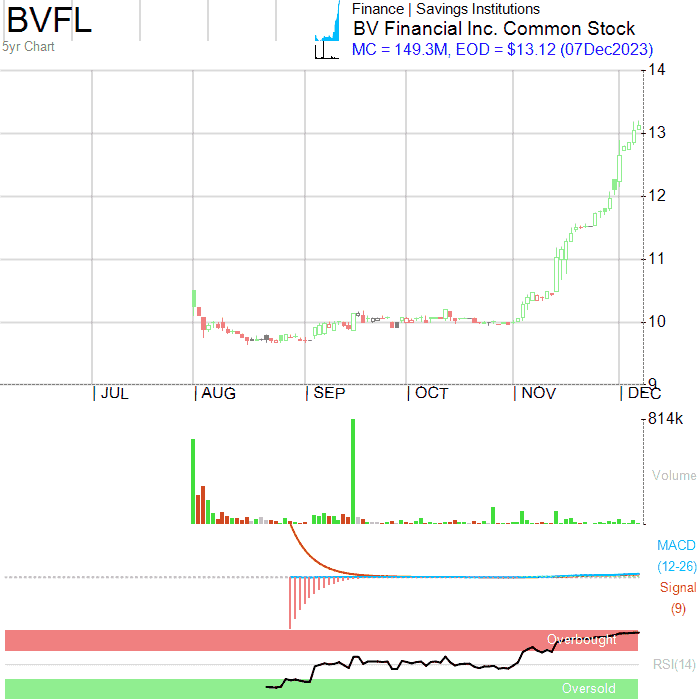 BVFL
5yr Chart
Finance | Savings Institutions
BV Financial Inc. Common Stock
MC = 149.3M, EOD = $13.12 (07Dec2023)
14
13
12
11
10
9
JUL
AUG
SEP
OCT
NOV
DEC
814k
Volume
MACD
(12-26)
Signal
(9)
Overbought
RSI(14)
Oversold